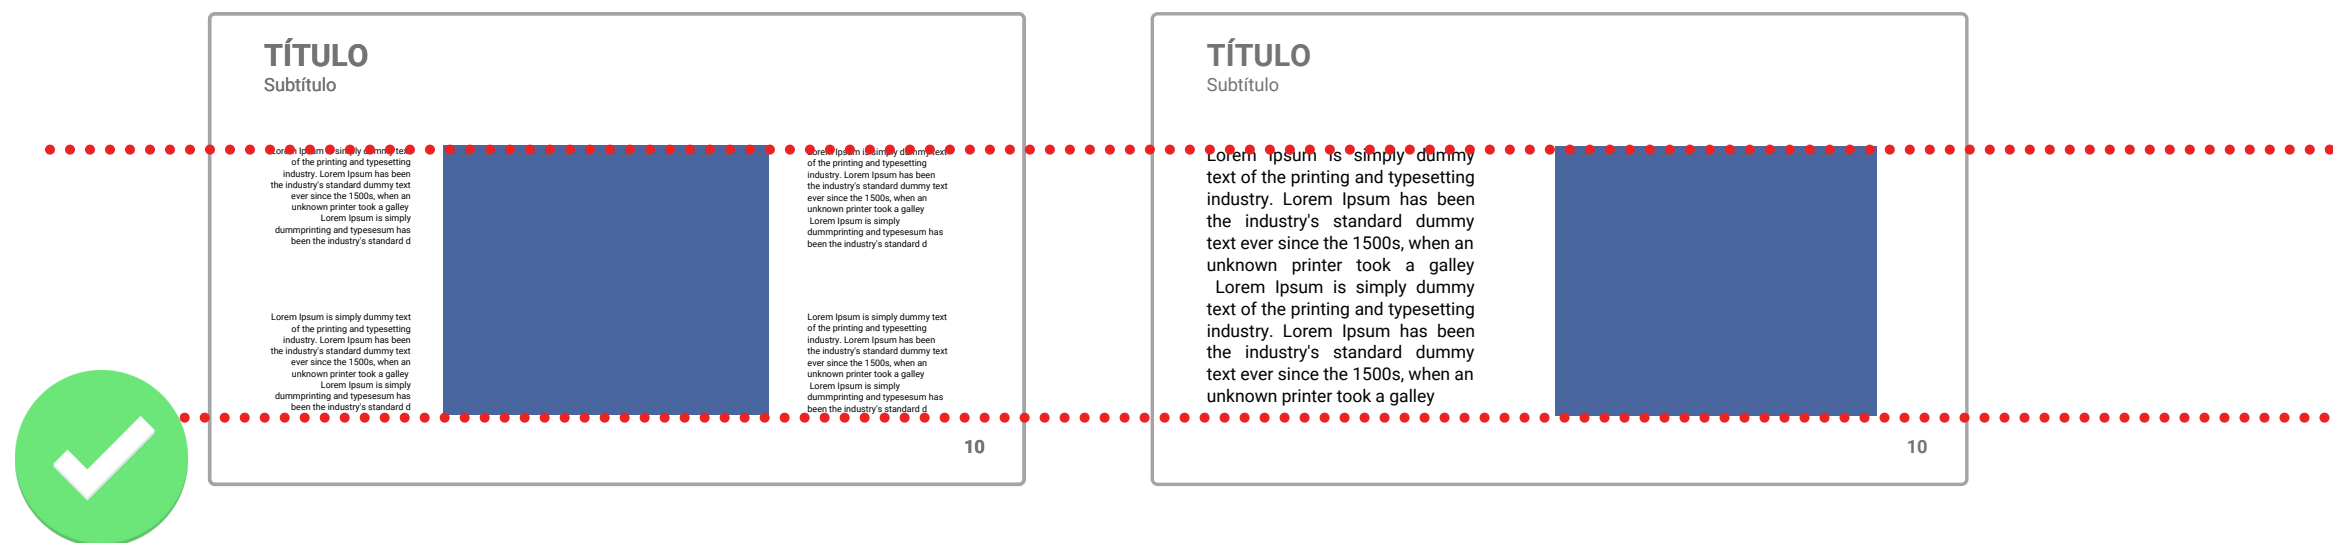 TÍTULO
Subtítulo
Lorem Ipsum is simply dummy text
of the printing and typesetting
industry. Lorem Ipsum has been
the industry's standard dummy text
ever since the 1500s, when an
unknown printer took a galley
Lorem Ipsum is simply
dummprinting and typesesum has
been the industry's standard d
Lorem Ipsum is simply dummy text
of the printing and typesetting
industry. Lorem Ipsum has been
the industry's standard dummy text
ever since the 1500s, when an
unknown printer took a galley
Lorem Ipsum is simply
dummprinting and typesesum has
been the industry's standard d
Lorem Ipsum is simply dummy text
of the printing and typesetting
industry. Lorem Ipsum has been
the industry's standard dummy text
ever since the 1500s, when an
unknown printer took a galley
Lorem Ipsum is simply
dummprinting and typesesum has
been the industry's standard d
Lorem Ipsum is simply dummy text
of the printing and typesetting
industry. Lorem Ipsum has been
the industry's standard dummy text
ever since the 1500s, when an
unknown printer took a galley
Lorem Ipsum is simply
dummprinting and typesesum has
been the industry's standard d
10
TÍTULO
Subtítulo
Lorem Ipsum is simply dummy
text of the printing and typesetting
industry. Lorem Ipsum has been
the industry's standard dummy
text ever since the 1500s, when an
unknown printer took a galley
Lorem Ipsum is simply dummy
text of the printing and typesetting
industry. Lorem Ipsum has been
the industry's standard dummy
text ever since the 1500s, when an
unknown printer took a galley
10